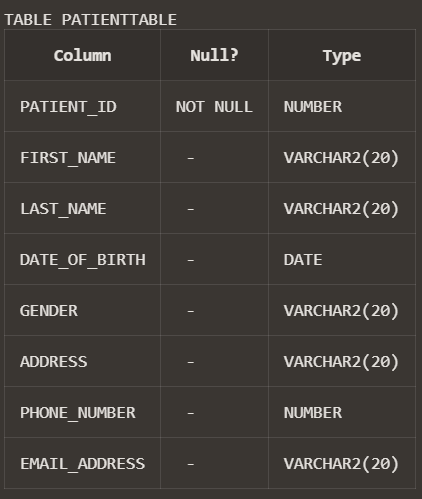 TABLE PATIENTTABLE
Column Null? Type
PATIENT_ID NOT NULL NUMBER
FIRST_NAME - VARCHAR2(20)
LAST_NAME - VARCHAR2(20)
DATE_OF_BIRTH - DATE
GENDER - VARCHAR2(20)
ADDRESS - VARCHAR2(20)
PHONE_NUMBER - NUMBER
EMAIL_ADDRESS - VARCHAR2(20)